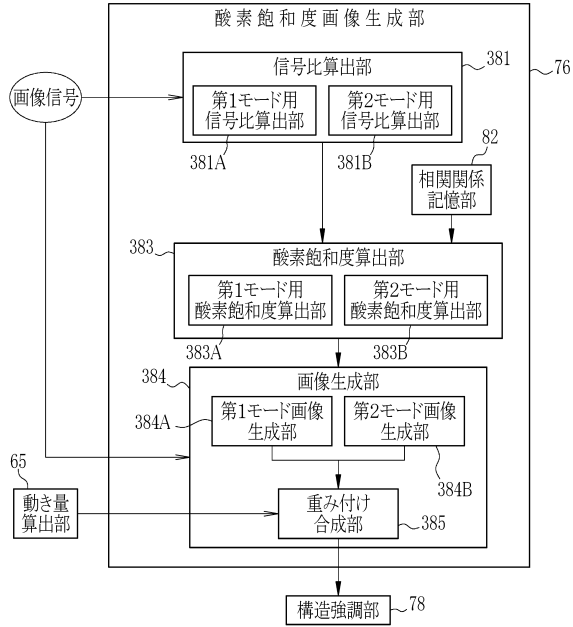 酸素飽和度画像生成部
信号比算出部
381
76
画像信号
第1モード用
信号比算出部
第2モード用
信号比算出部
381A
381B
82
相関関係
記憶部
383
酸素飽和度算出部
第1モード用
酸素飽和度算出部
第2モード用
酸素飽和度算出部
383A
383B
384
画像生成部
384A
第1モード画像
生成部
第2モード画像
生成部
384B
65
動き量
算出部
重み付け
合成部
385
構造強調部
78